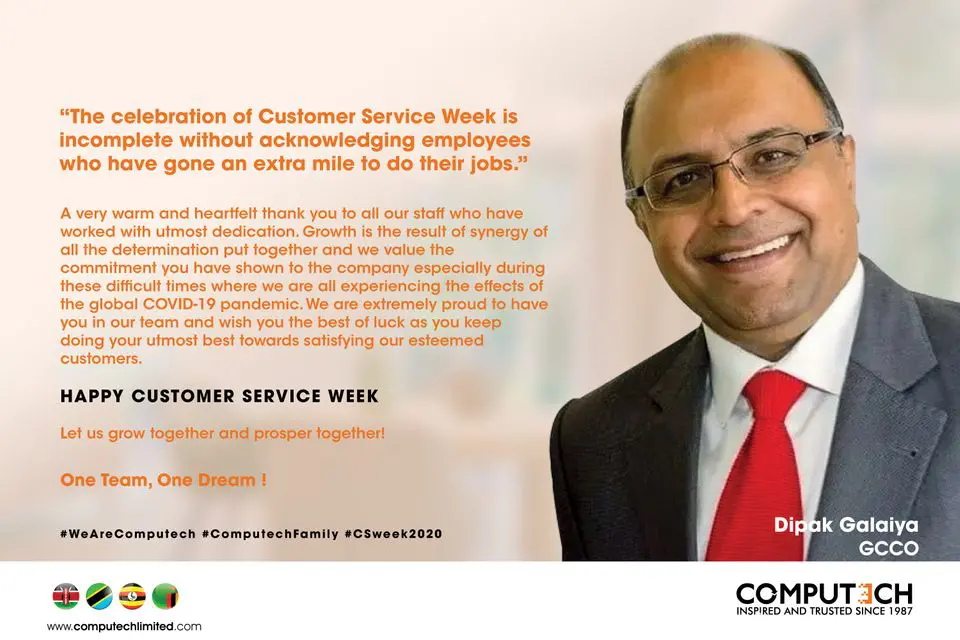 “The celebration of Customer Service Week is
incomplete without acknowledging employees
who have gone an extra mile to do their jobs.”
A very warm and heartfelt thank you to all our staff who have
worked with utmost dedication. Growth is the result of synergy of
all the determination put together and we value the
commitment you have shown to the company especially during
these difficult times where we are all experiencing the effects of
the global COVID-19 pandemic. We are extremely proud to have
you in our team and wish you the best of luck as you keep
doing your utmost best towards satisfying our esteemed
customers.
HAPPY CUSTOMER SERVICE WEEK
Let us grow together and prosper together!
One Team, One Dream !
#WeAreComputech #ComputechFamily #CSweek2020
Dipak Galaiya
GCCO
www.computechlimited.com
COMPUTECH
INSPIRED AND TRUSTED SINCE 1987